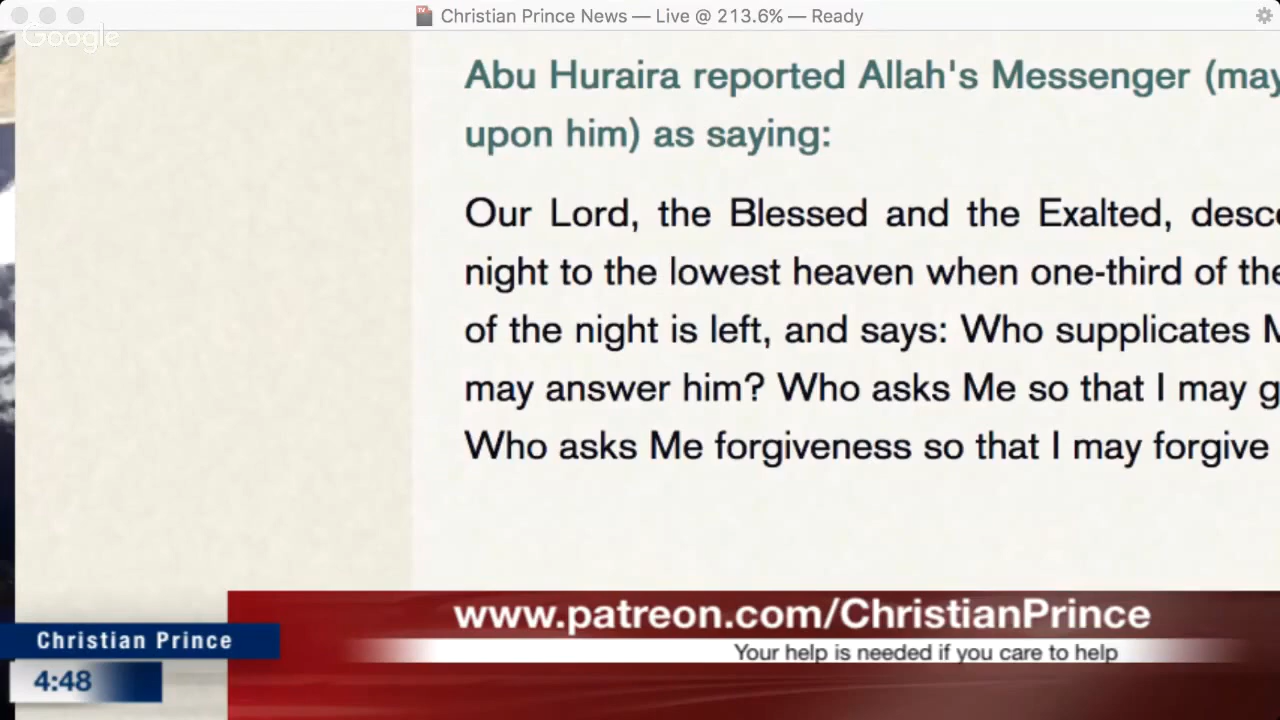 Christian Prince News — Live @ 213.6% — Ready
Google
Abu Huraira reported Allah's Messenger (may
upon him) as saying:
Our Lord, the Blessed and the Exalted,
night to the lowest heaven when one-third of the
of the night is left, and says: Who supplicates
may answer him? Who asks Me so that I may
Who asks Me forgiveness so that I may forgive
www.patreon.com/ChristianPrince
Your help is needed if you care to help
Christian Prince
4:48